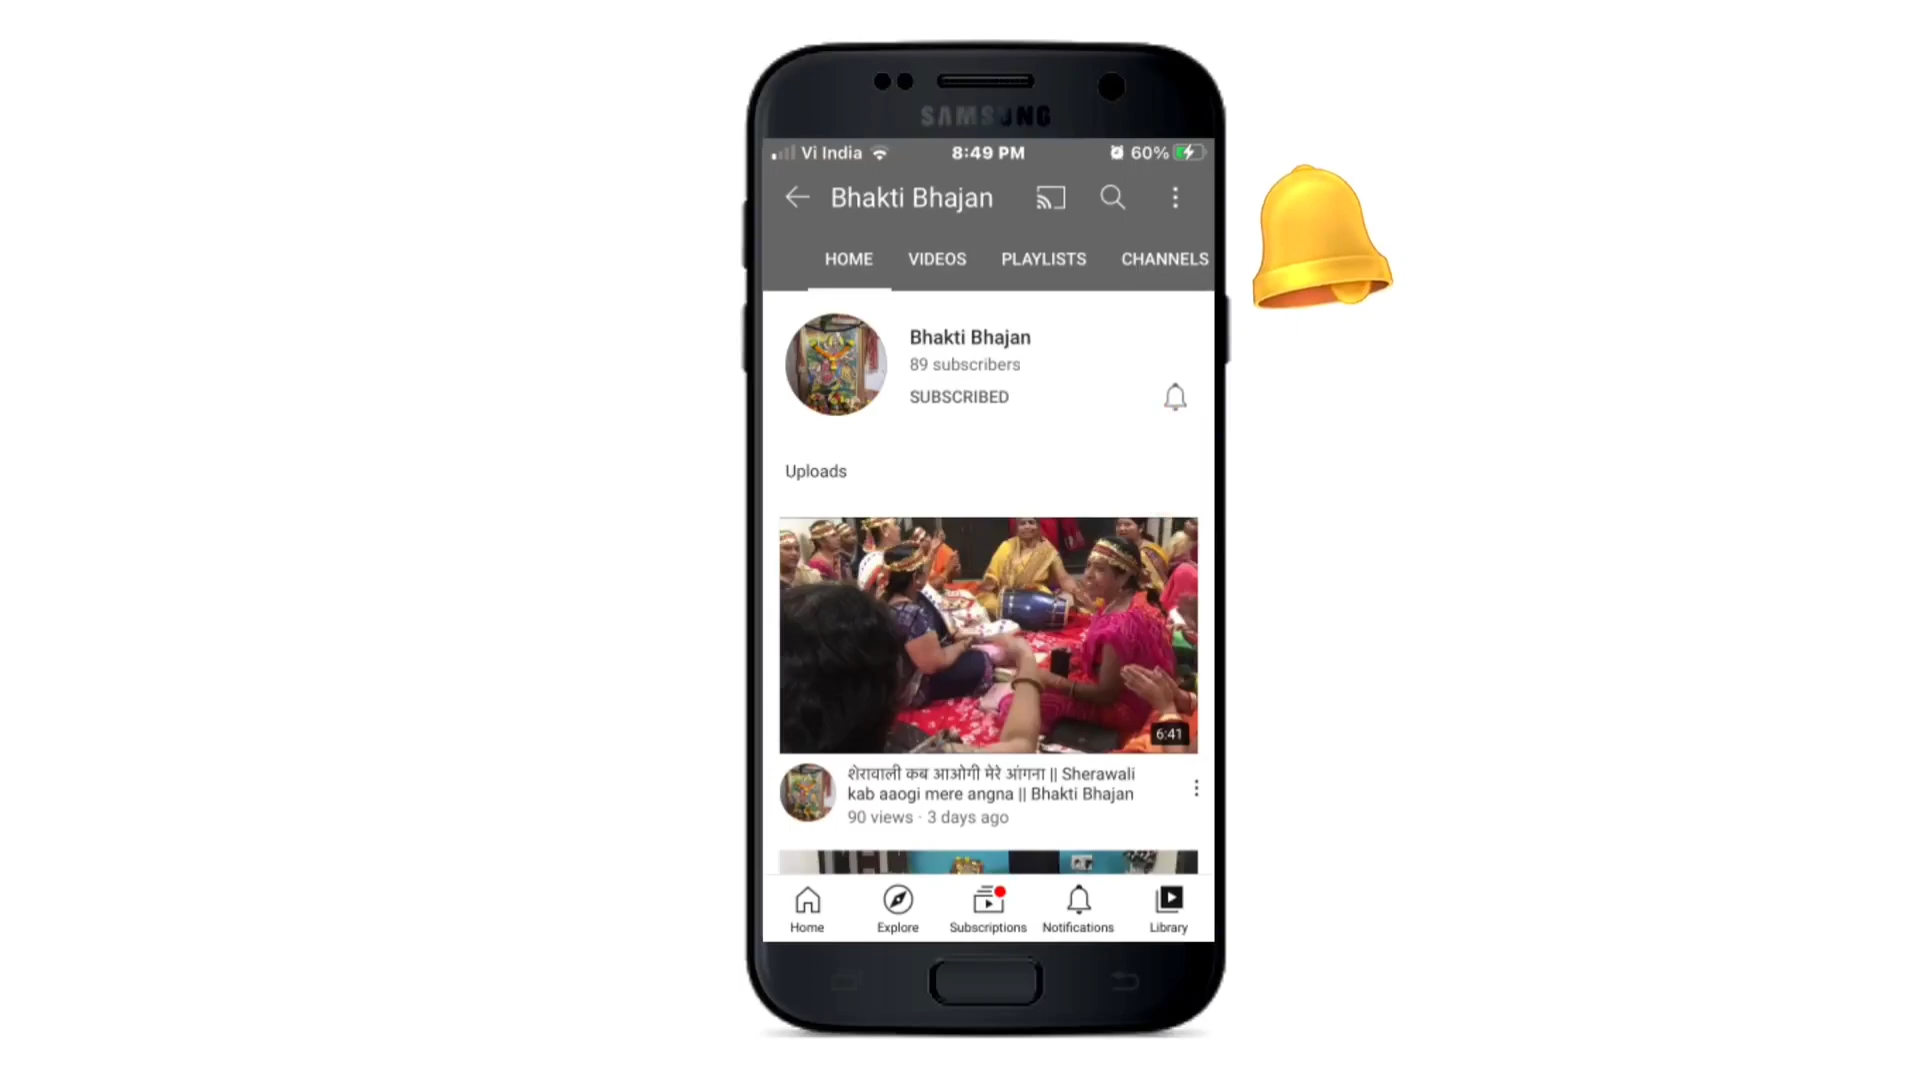 SAMSUNG
Vi India 8:49 PM 60%
Bhakti Bhajan
HOME VIDEOS PLAYLISTS CHANNELS
Bhakti Bhajan
89 subscribers
SUBSCRIBED
Uploads
6:41
शेरावाली कब आओगी मेरे आंगना || Sherawali
kab aaogi mere angna || Bhakti Bhajan
90 views · 3 days ago
Home Explore Subscriptions Notifications Library